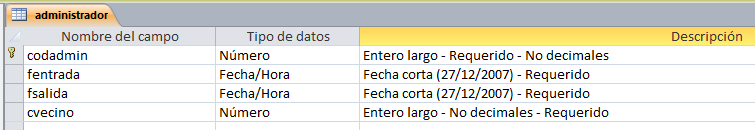 administrador
Nombre del campo Tipo de datos Descripción
codadmin Número Entero largo - Requerido - No decimales
fentrada Fecha/Hora Fecha corta (27/12/2007) - Requerido
fsalida Fecha/Hora Fecha corta (27/12/2007) - Requerido
cvecino Número Entero largo - No decimales - Requerido